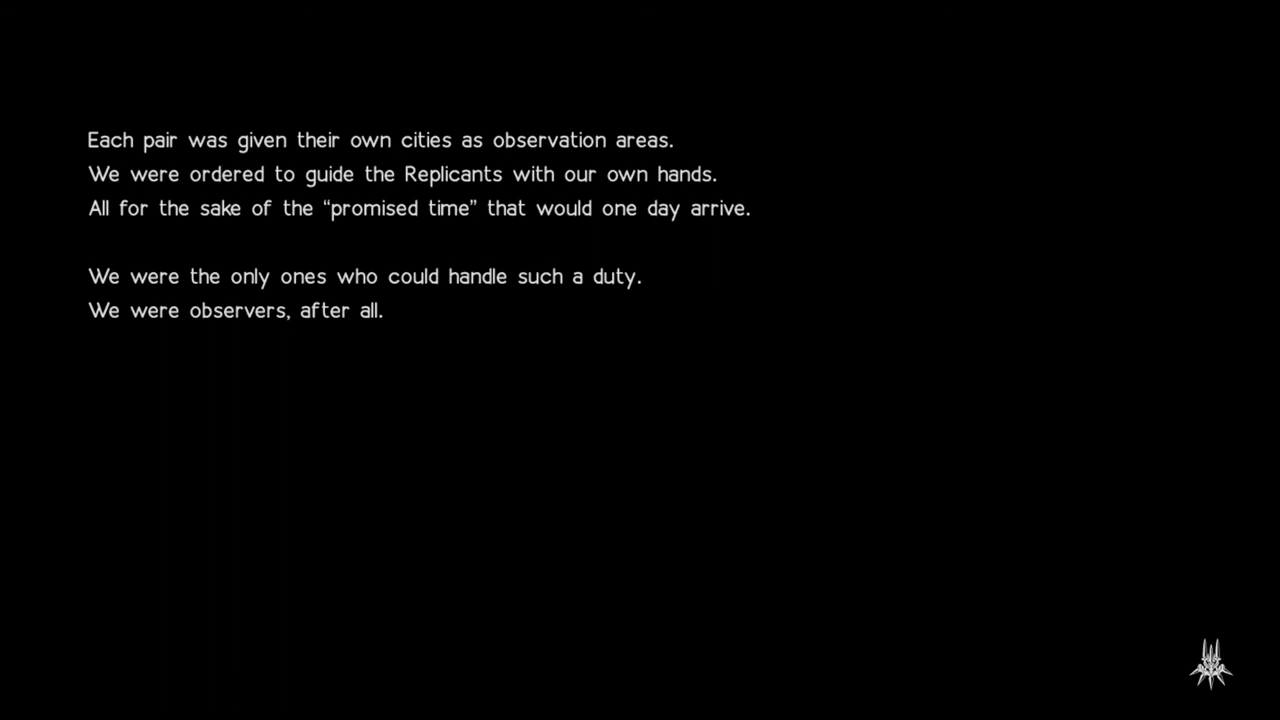 Each pair was given their own cities as observation areas.
We were ordered to guide the Replicants with our own hands.
All for the sake of the “promised time” that would one day arrive.
We were the only ones who could handle such a duty.
We were observers, after all.